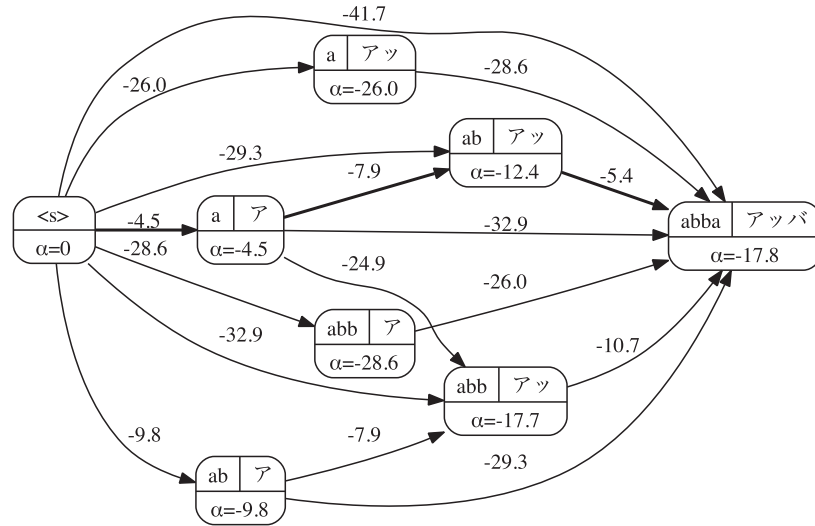 -41.7
a アッ
α=-26.0
-26.0
-28.6
-29.3
ab アッ
α=-12.4
-7.9
-5.4
<s>
α=0
-4.5
a ア
α=-4.5
-32.9
abba アッバ
α=-17.8
-28.6
-24.9
-26.0
abb ア
α=-28.6
-32.9
-10.7
abb アッ
α=-17.7
-9.8
-7.9
-29.3
ab ア
α=-9.8